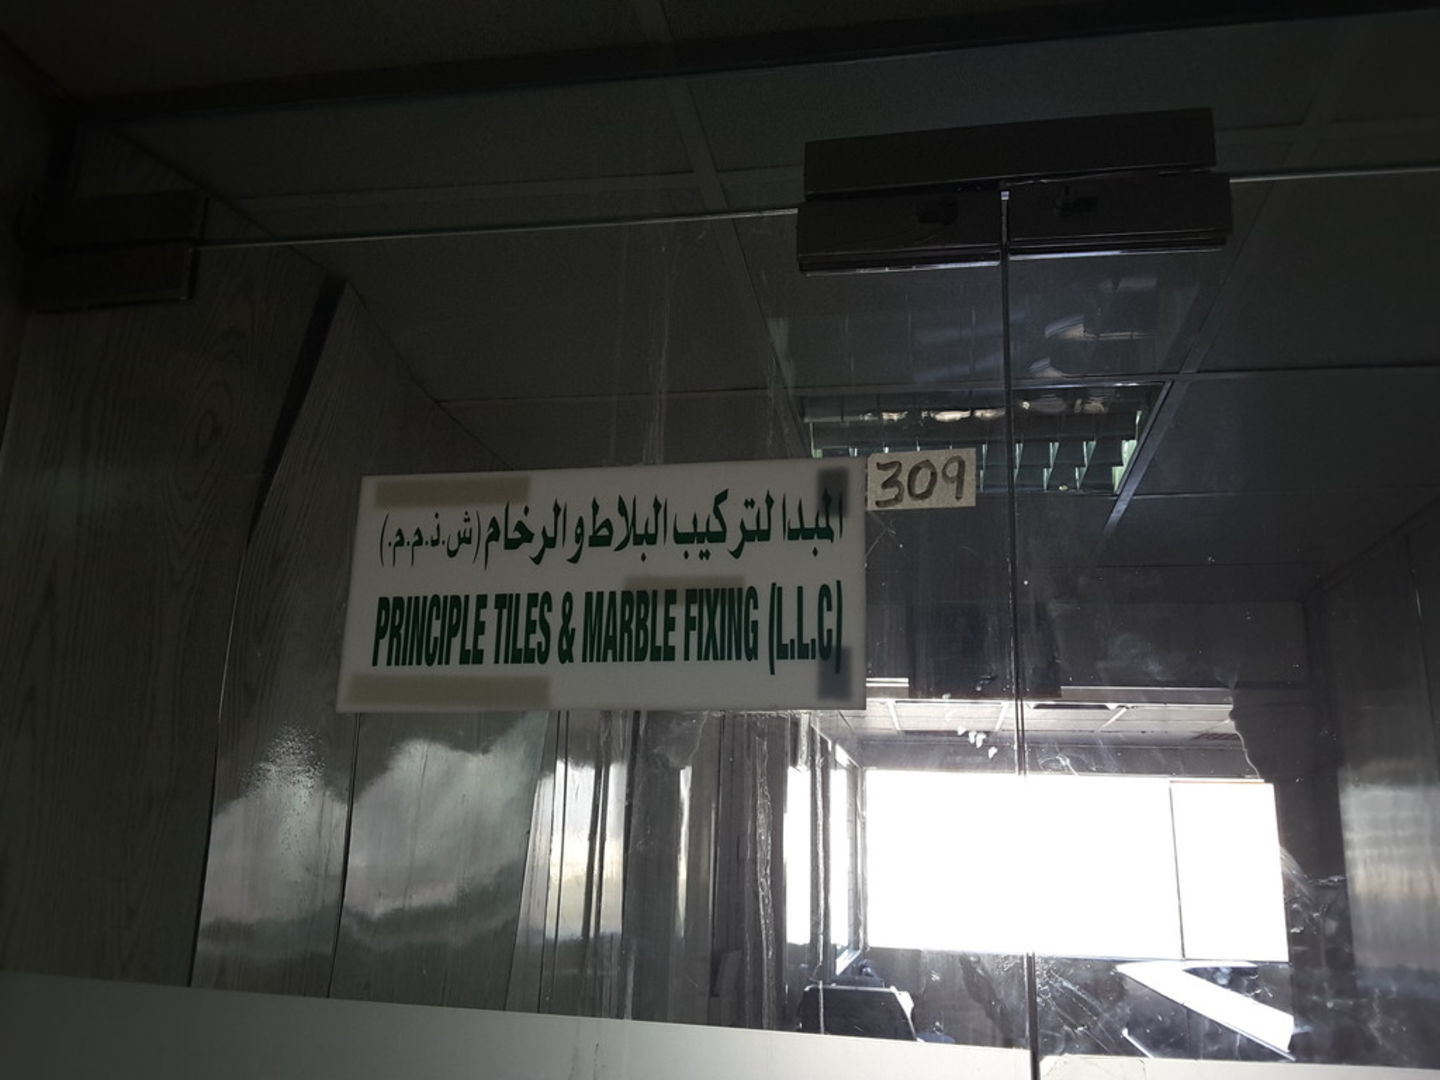 المبدا لتركيب البلاط و الرخام (ش.ذ.م.م.)
309
PRINCIPLE TILES & MARBLE FIXING (L.L.C)